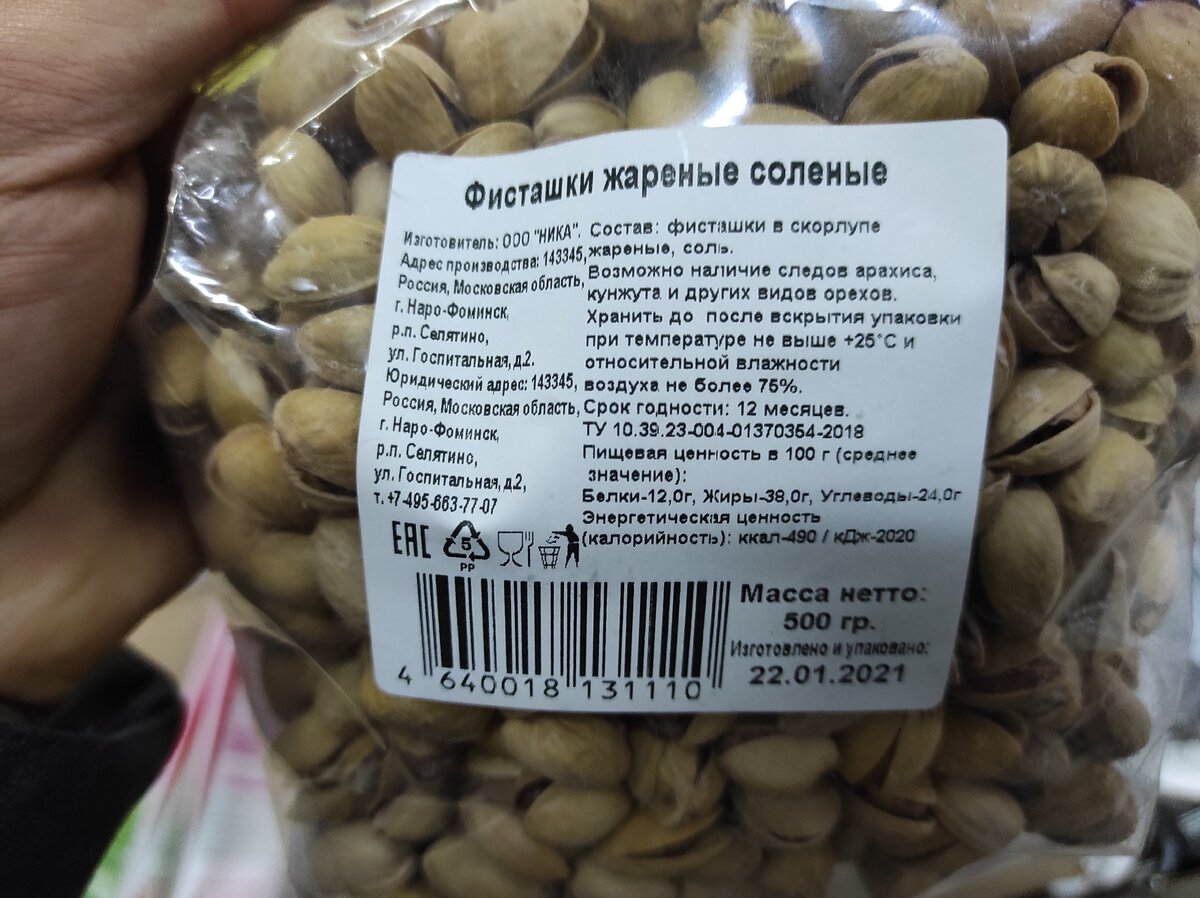 Фисташки жареные соленые
Изготовитель: ООО "НИКА".
Адрес производства: 143345,
Россия, Московская область,
г. Наро-Фоминск,
р.п. Селятино,
ул. Госпитальная, д.2.
Юридический адрес: 143345,
Россия, Московская область,
г. Наро-Фоминск,
р.п. Селятино,
ул. Госпитальная, д.2,
т. +7-495-663-77-07
Состав: фисташки в скорлупе
жареные, соль.
Возможно наличие следов арахиса,
кунжута и других видов орехов.
Хранить до после вскрытия упаковки
при температуре не выше +25°С и
относительной влажности
воздуха не более 75%.
Срок годности: 12 месяцев.
ТУ 10.39.23-004-01370354-2018
Пищевая ценность в 100 г (среднее
значение):
Белки-12,0г, Жиры-38,0г, Углеводы-24,0г
Энергетическая ценность
(калорийность): ккал-490 / кДж-2020
ЕАС
5
PP
4 640018 131110
Масса нетто:
500 гр.
Изготовлено и упаковано:
22.01.2021